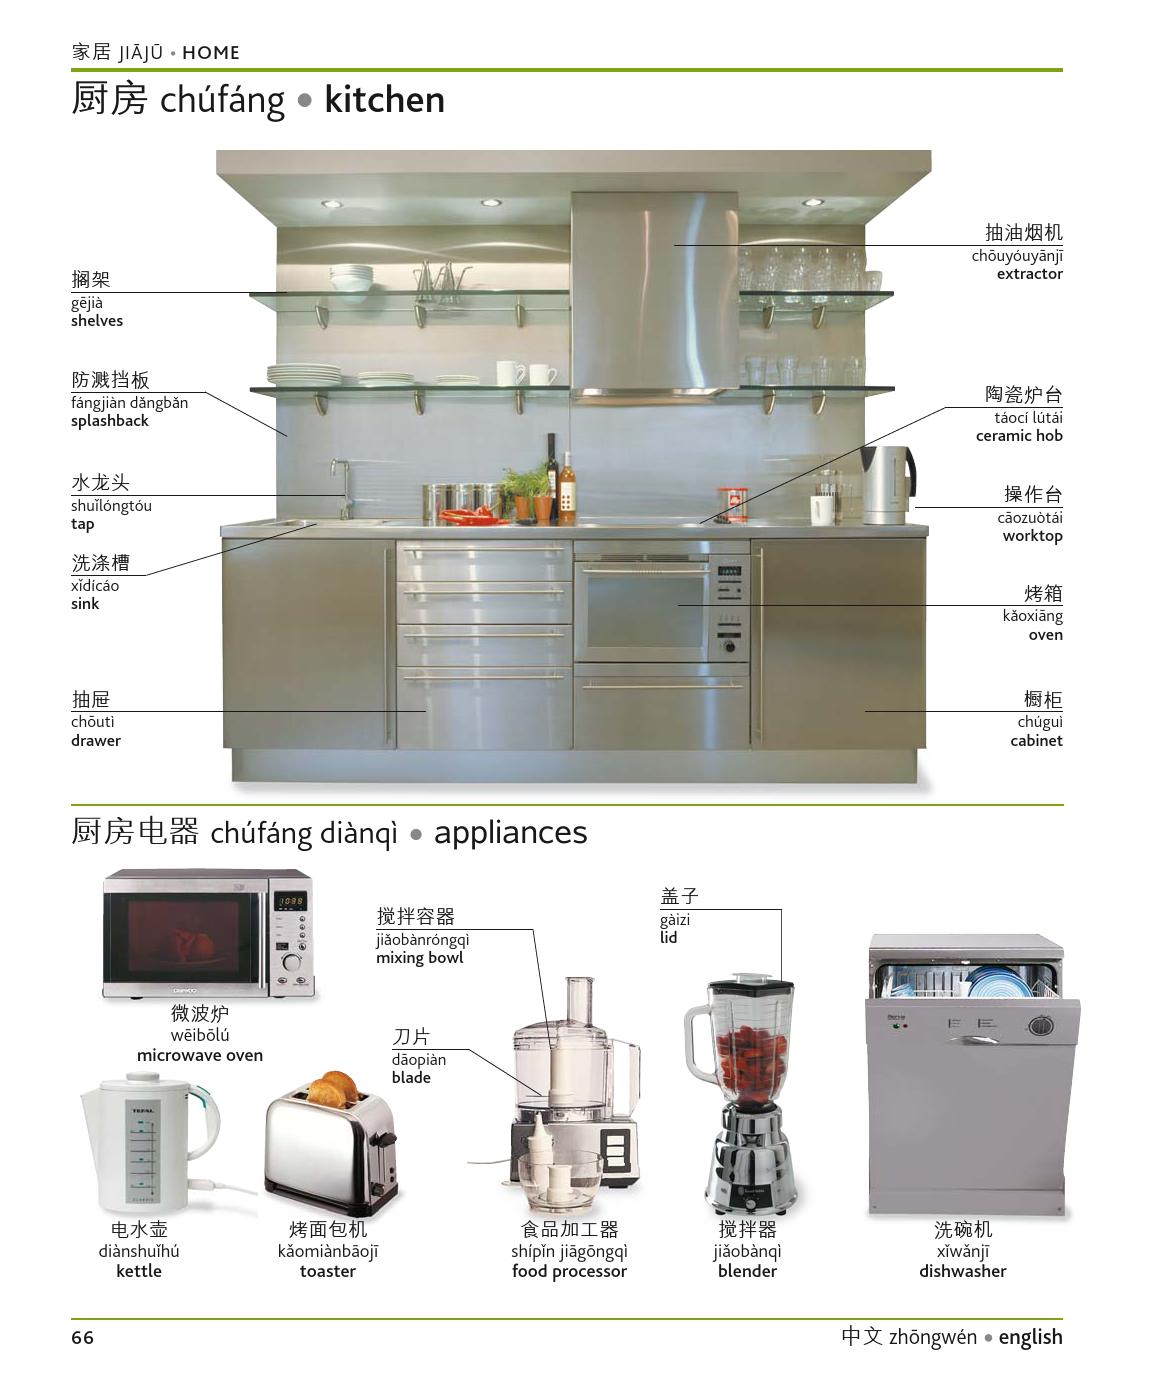 家居 JIĀJŪ • HOME
厨房 chúfáng • kitchen
搁架
gējià
shelves
防溅挡板
fángjiàn dǎngbǎn
splashback
水龙头
shuǐlóngtóu
tap
洗涤槽
xǐdícáo
sink
抽屉
chōutì
drawer
抽油烟机
chōuyóuyānjī
extractor
陶瓷炉台
táocí lútái
ceramic hob
操作台
cāozuòtái
worktop
烤箱
kǎoxiāng
oven
橱柜
chúguì
cabinet
厨房电器 chúfáng diànqì • appliances
微波炉
wēibōlú
microwave oven
搅拌容器
jiǎobànróngqì
mixing bowl
刀片
dāopiàn
blade
盖子
gàizi
lid
TEFAL
电水壶
diànshuǐhú
kettle
烤面包机
kǎomiànbāojī
toaster
食品加工器
shípǐn jiāgōngqì
food processor
搅拌器
jiǎobànqì
blender
洗碗机
xǐwǎnjī
dishwasher
66
中文 zhōngwén • english